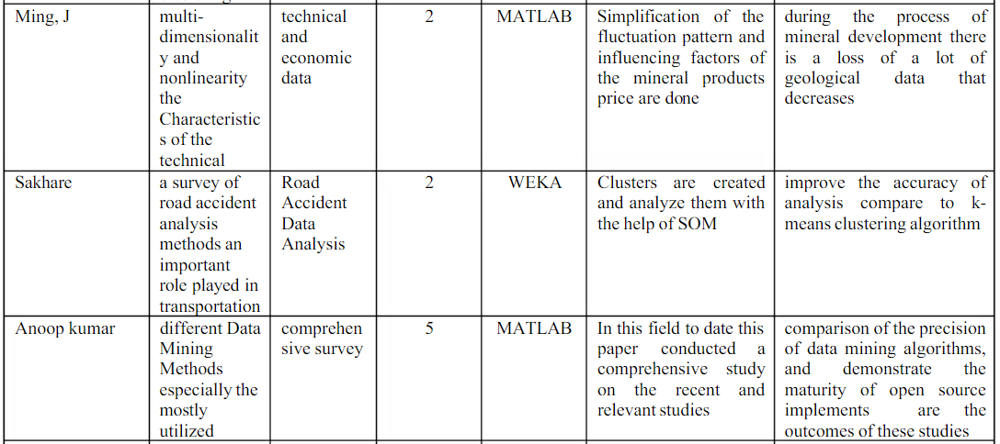 Ming, J
multi-
dimensionalit
y and
nonlinearity
the
Characteristic
s of the
technical
technical
and
economic
data
2
MATLAB
Simplification of the
fluctuation pattern and
influencing factors of
the mineral products
price are done
during the process of
mineral development there
is a loss of a lot of
geological data that
decreases
Sakhare
a survey of
road accident
analysis
methods an
important
role played in
transportation
Road
Accident
Data
Analysis
2
WEKA
Clusters are created
and analyze them with
the help of SOM
improve the accuracy of
analysis compare to k-
means clustering algorithm
Anoop kumar
different Data
Mining
Methods
especially the
mostly
utilized
comprehen
sive survey
5
MATLAB
In this field to date this
paper conducted a
comprehensive study
on the recent and
relevant studies
comparison of the precision
of data mining algorithms,
and demonstrate the
maturity of open source
implements are the
outcomes of these studies